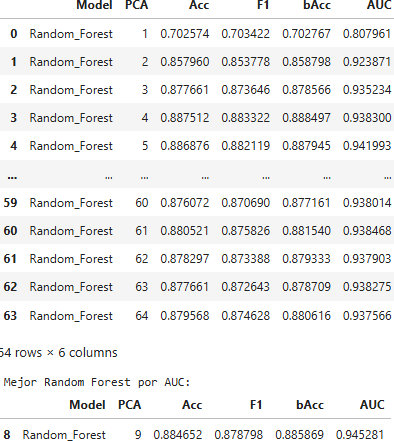 Model PCA Acc F1 bAcc AUC
0 Random_Forest 1 0.702574 0.703422 0.702767 0.807961
1 Random_Forest 2 0.857960 0.853778 0.858798 0.923871
2 Random_Forest 3 0.877661 0.873646 0.878566 0.935234
3 Random_Forest 4 0.887512 0.883322 0.888497 0.938300
4 Random_Forest 5 0.886876 0.882119 0.887945 0.941993
... ... ... ... ... ... ...
59 Random_Forest 60 0.876072 0.870690 0.877161 0.938014
60 Random_Forest 61 0.880521 0.875826 0.881540 0.938468
61 Random_Forest 62 0.878297 0.873388 0.879333 0.937903
62 Random_Forest 63 0.877661 0.872643 0.878709 0.938275
63 Random_Forest 64 0.879568 0.874628 0.880616 0.937566
64 rows × 6 columns
Mejor Random Forest por AUC:
Model PCA Acc F1 bAcc AUC
8 Random_Forest 9 0.884652 0.878798 0.885869 0.945281